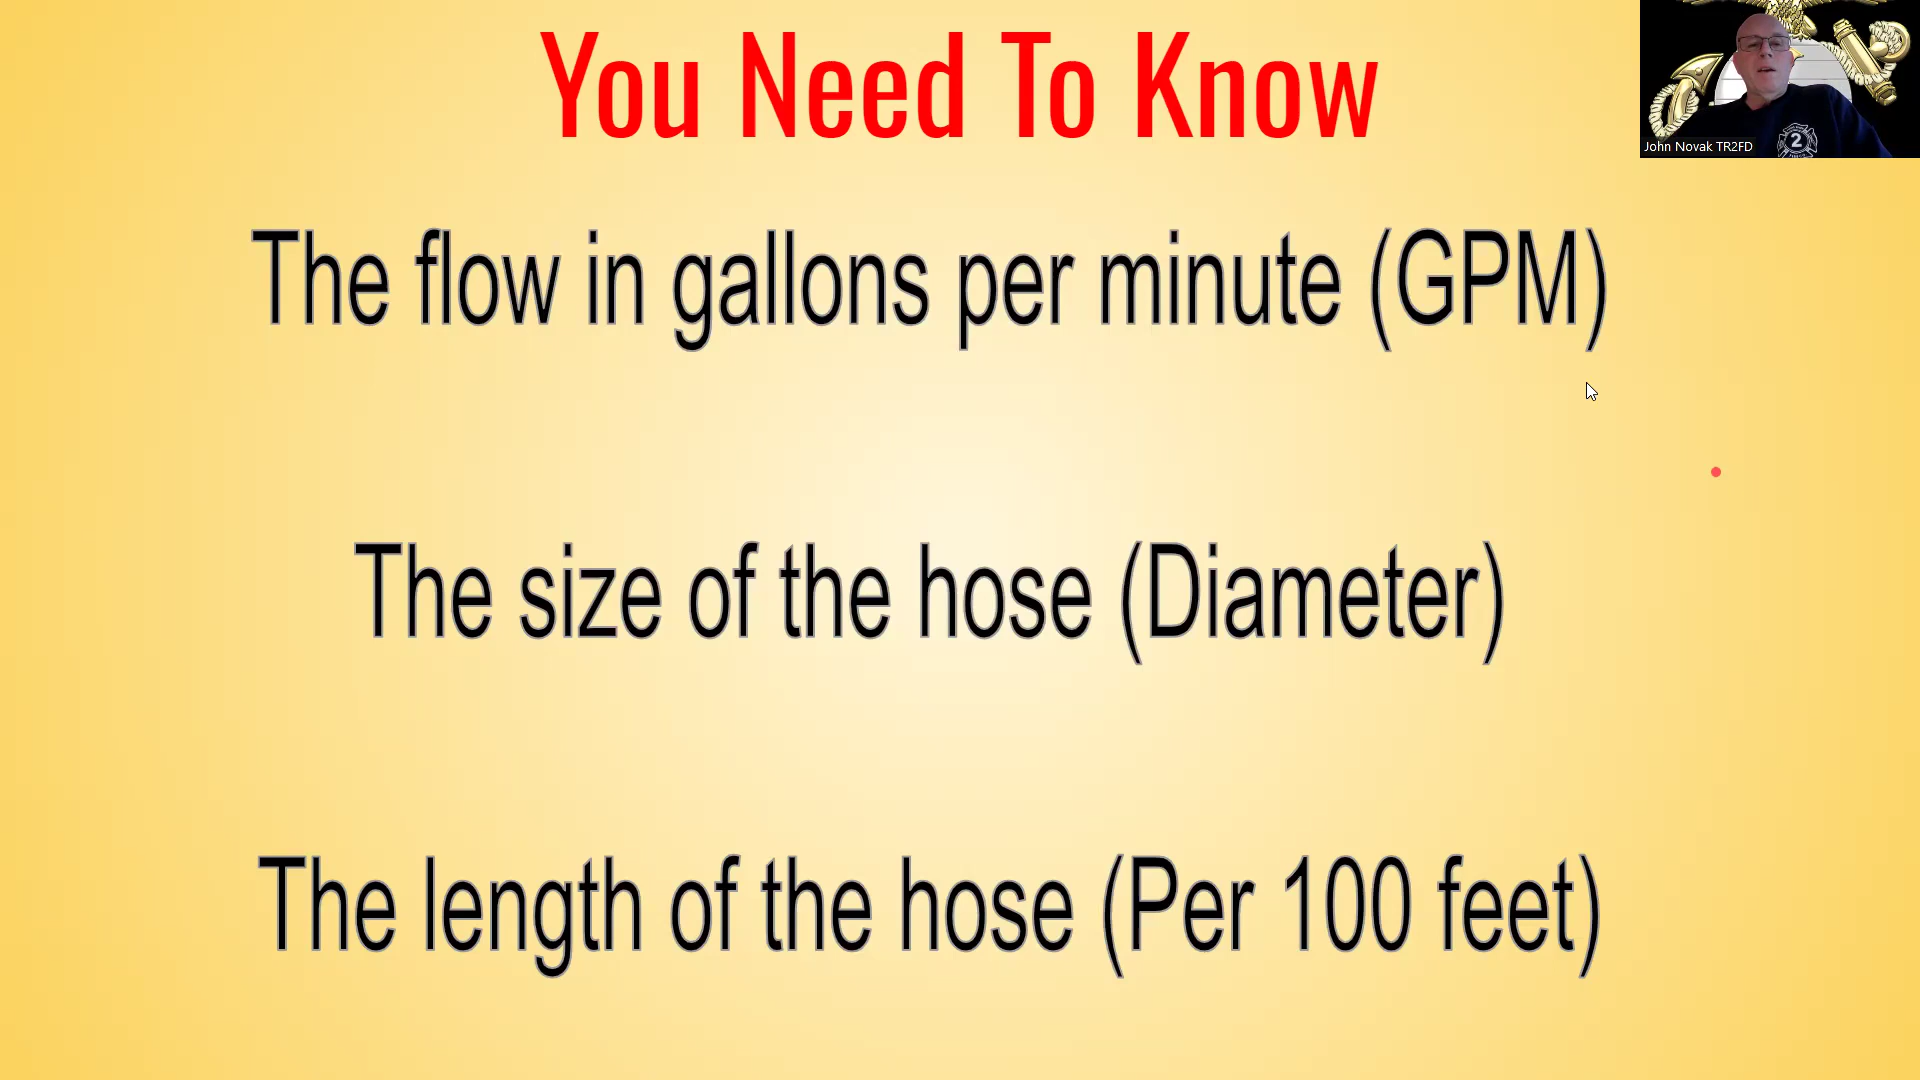 You Need To Know
The flow in gallons per minute (GPM)
The size of the hose (Diameter)
The length of the hose (Per 100 feet)
John Novak TR2FD
2